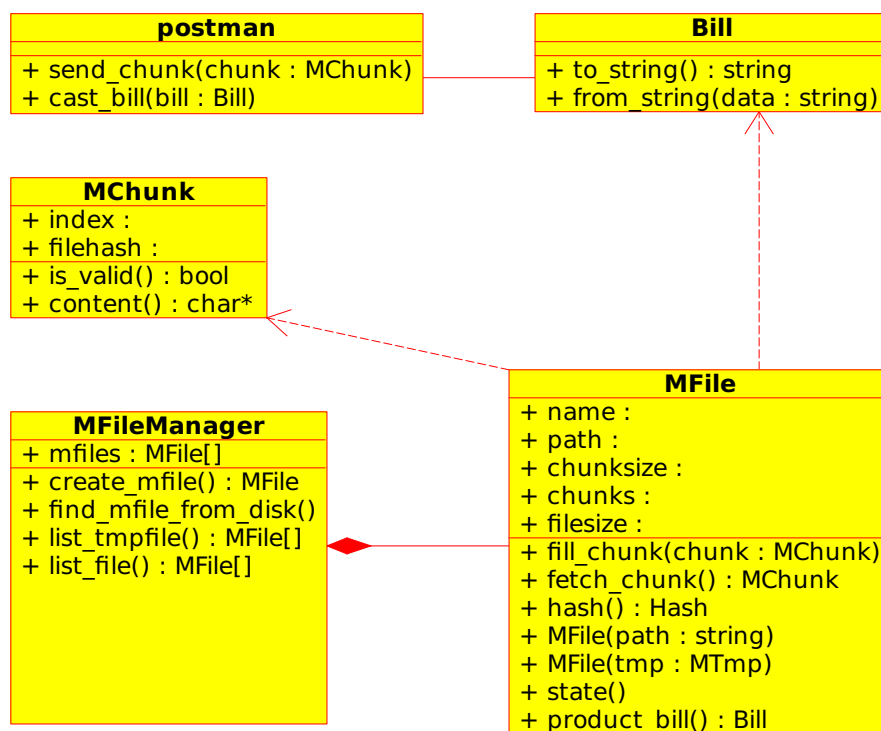 postman
+ send_chunk(chunk : MChunk)
+ cast_bill(bill : Bill)
Bill
+ to_string() : string
+ from_string(data : string)
MChunk
+ index :
+ filehash :
+ is_valid() : bool
+ content() : char*
MFileManager
+ mfiles : MFile[]
+ create_mfile() : MFile
+ find_mfile_from_disk()
+ list_tmpfile() : MFile[]
+ list_file() : MFile[]
MFile
+ name :
+ path :
+ chunksize :
+ chunks :
+ filesize :
+ fill_chunk(chunk : MChunk)
+ fetch_chunk() : MChunk
+ hash() : Hash
+ MFile(path : string)
+ MFile(tmp : MTmp)
+ state()
+ product_bill() : Bill